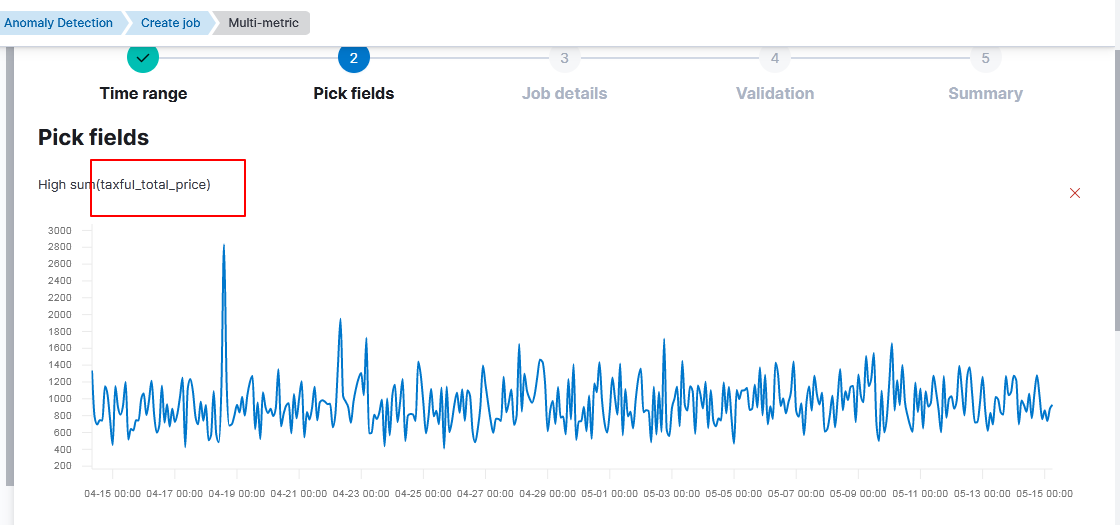 Anomaly Detection Create job Multi-metric
2 3 4 5
Time range Pick fields Job details Validation Summary
Pick fields
High sum(taxful_total_price)
3000
2800
2600
2400
2200
2000
1800
1600
1400
1200
1000
800
600
400
200
04-15 00:00 04-17 00:00 04-19 00:00 04-21 00:00 04-23 00:00 04-25 00:00 04-27 00:00 04-29 00:00 05-01 00:00 05-03 00:00 05-05 00:00 05-07 00:00 05-09 00:00 05-11 00:00 05-13 00:00 05-15 00:00